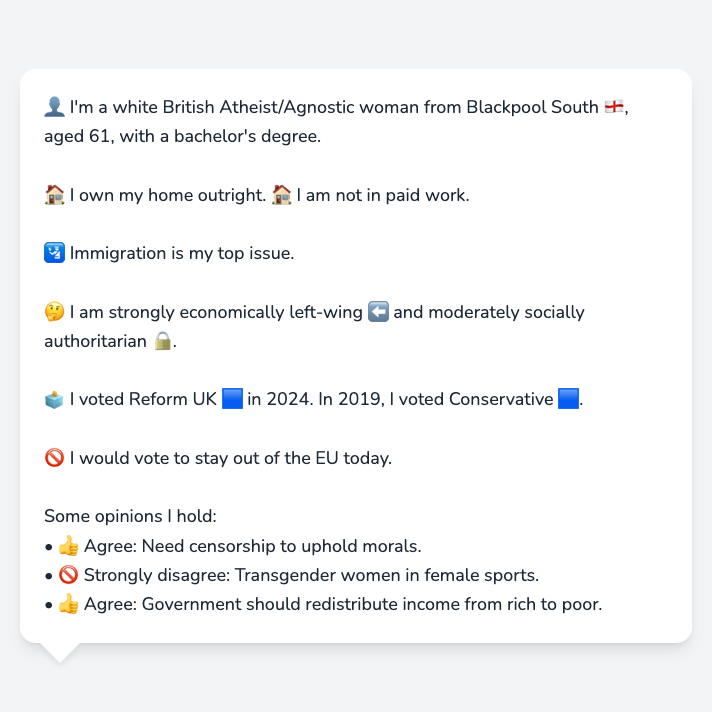 👤 I'm a white British Atheist/Agnostic woman from Blackpool South 🏴󠁧󠁢󠁥󠁮󠁧󠁿,
aged 61, with a bachelor's degree.
🏠 I own my home outright. 🏠 I am not in paid work.
🛂 Immigration is my top issue.
🤔 I am strongly economically left-wing ⬅️ and moderately socially
authoritarian 🔒.
🗳️ I voted Reform UK 🟦 in 2024. In 2019, I voted Conservative 🟦.
🚫 I would vote to stay out of the EU today.
Some opinions I hold:
• 👍 Agree: Need censorship to uphold morals.
• 🚫 Strongly disagree: Transgender women in female sports.
• 👍 Agree: Government should redistribute income from rich to poor.